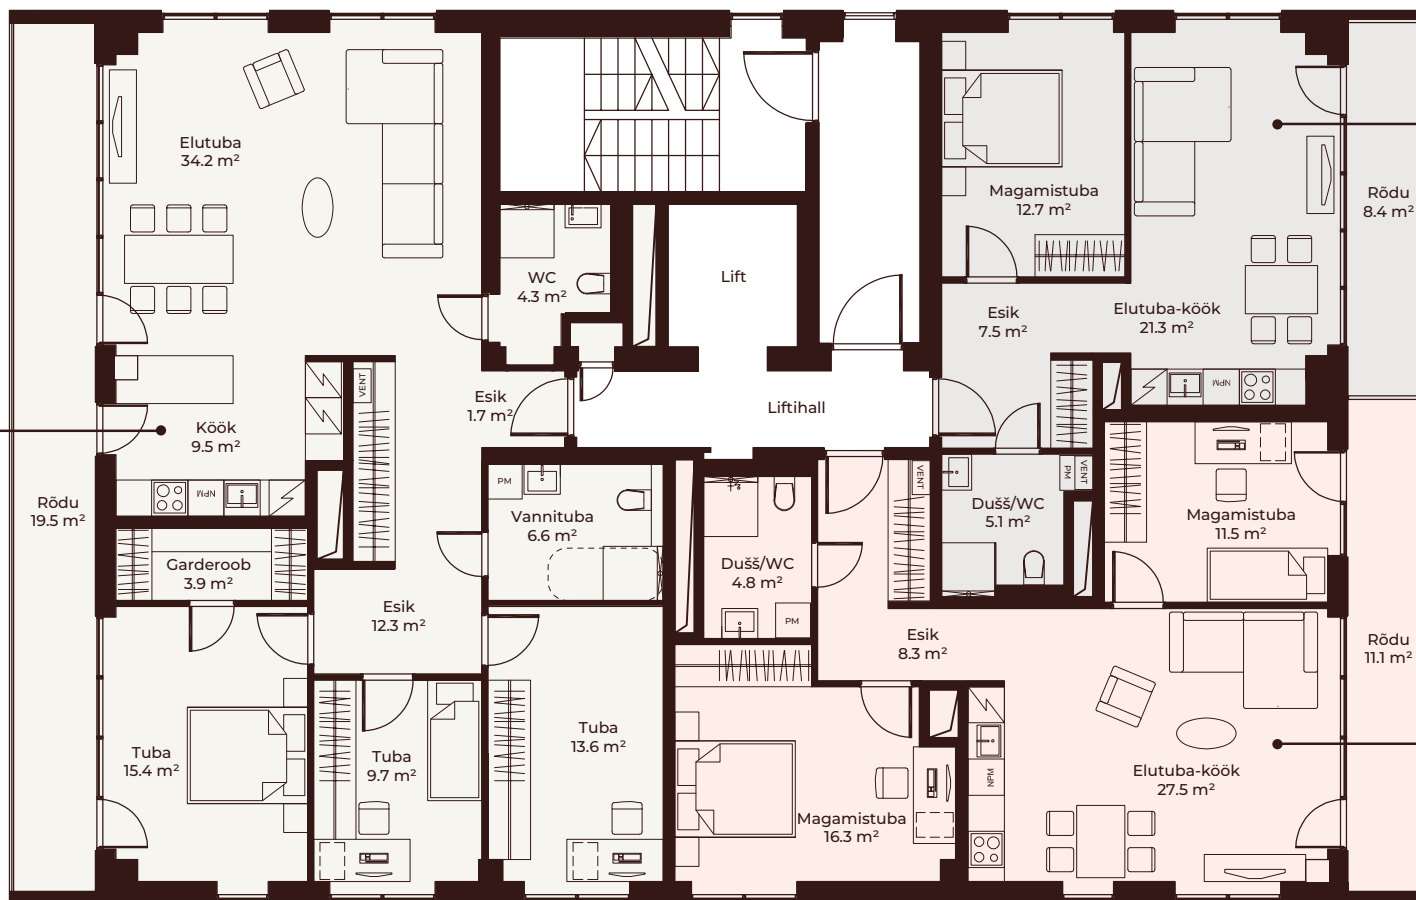 Elutuba
34.2 m²
WC
4.3 m²
Lift
Magamistuba
12.7 m²
Rõdu
8.4 m²
Esik
7.5 m²
Elutuba-köök
21.3 m²
VENT
Esik
1.7 m²
Liftihall
NPM
Köök
9.5 m²
Rõdu
19.5 m²
NPM
PM
Vannituba
6.6 m²
VENT
PM
VENT
Dušš/WC
5.1 m²
Magamistuba
11.5 m²
Garderoob
3.9 m²
Dušš/WC
4.8 m²
PM
Esik
12.3 m²
Esik
8.3 m²
Rõdu
11.1 m²
Tuba
15.4 m²
Tuba
9.7 m²
Tuba
13.6 m²
NPM
Elutuba-köök
27.5 m²
Magamistuba
16.3 m²